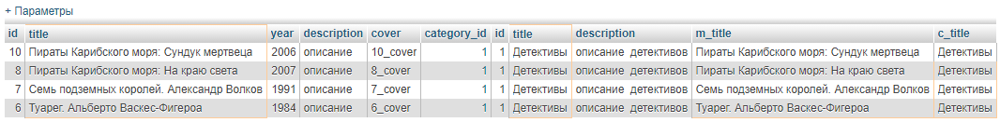 + Параметры
id title year description cover category_id id title description m_title c_title
10 Пираты Карибского моря: Сундук мертвеца 2006 описание 10_cover 1 1 Детективы описание детективов Пираты Карибского моря: Сундук мертвеца Детективы
8 Пираты Карибского моря: На краю света 2007 описание 8_cover 1 1 Детективы описание детективов Пираты Карибского моря: На краю света Детективы
7 Семь подземных королей. Александр Волков 1991 описание 7_cover 1 1 Детективы описание детективов Семь подземных королей. Александр Волков Детективы
6 Туарег. Альберто Васкес-Фигероа 1984 описание 6_cover 1 1 Детективы описание детективов Туарег. Альберто Васкес-Фигероа Детективы